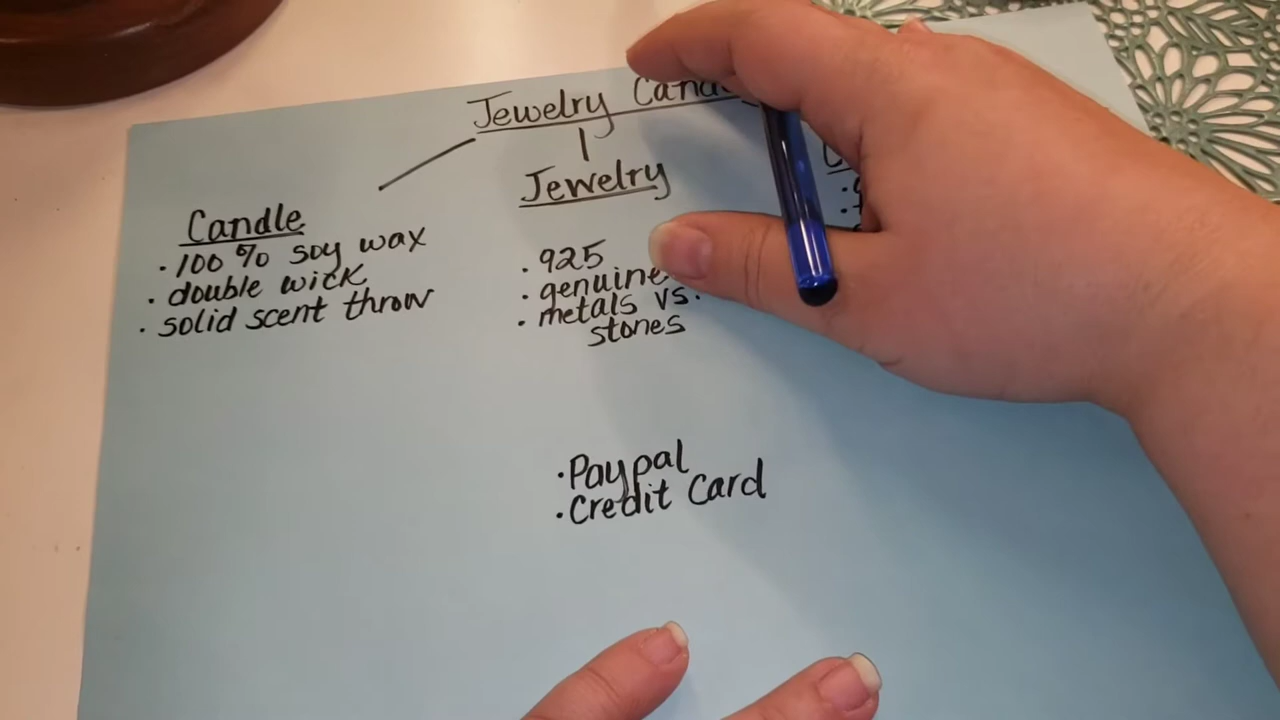 Jewelry
Candle
Jewelry
· 100% soy wax
· double wick
· solid scent throw
· 925
· genuine
· metals vs.
stones
· Paypal
· Credit Card